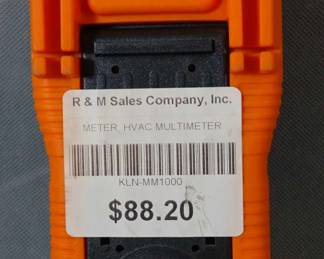 R & M Sales Company, Inc.
METER, HVAC MULTIMETER
KLN-MM1000
$88.20